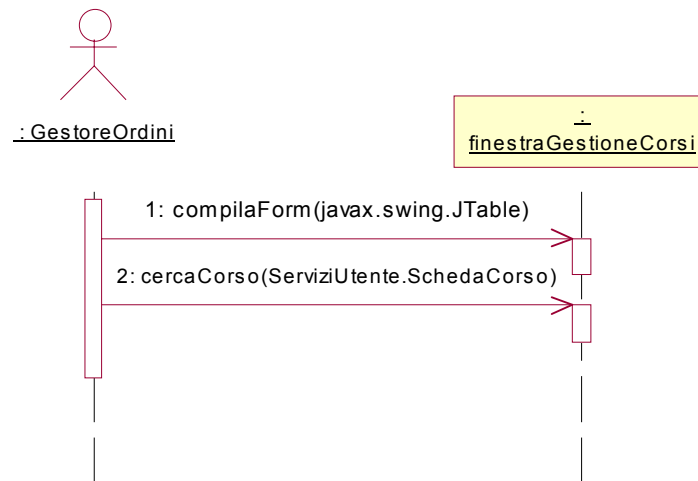 : GestoreOrdini
:
finestraGestioneCorsi
1: compilaForm(javax.swing.JTable)
2: cercaCorso(ServiziUtente.SchedaCorso)